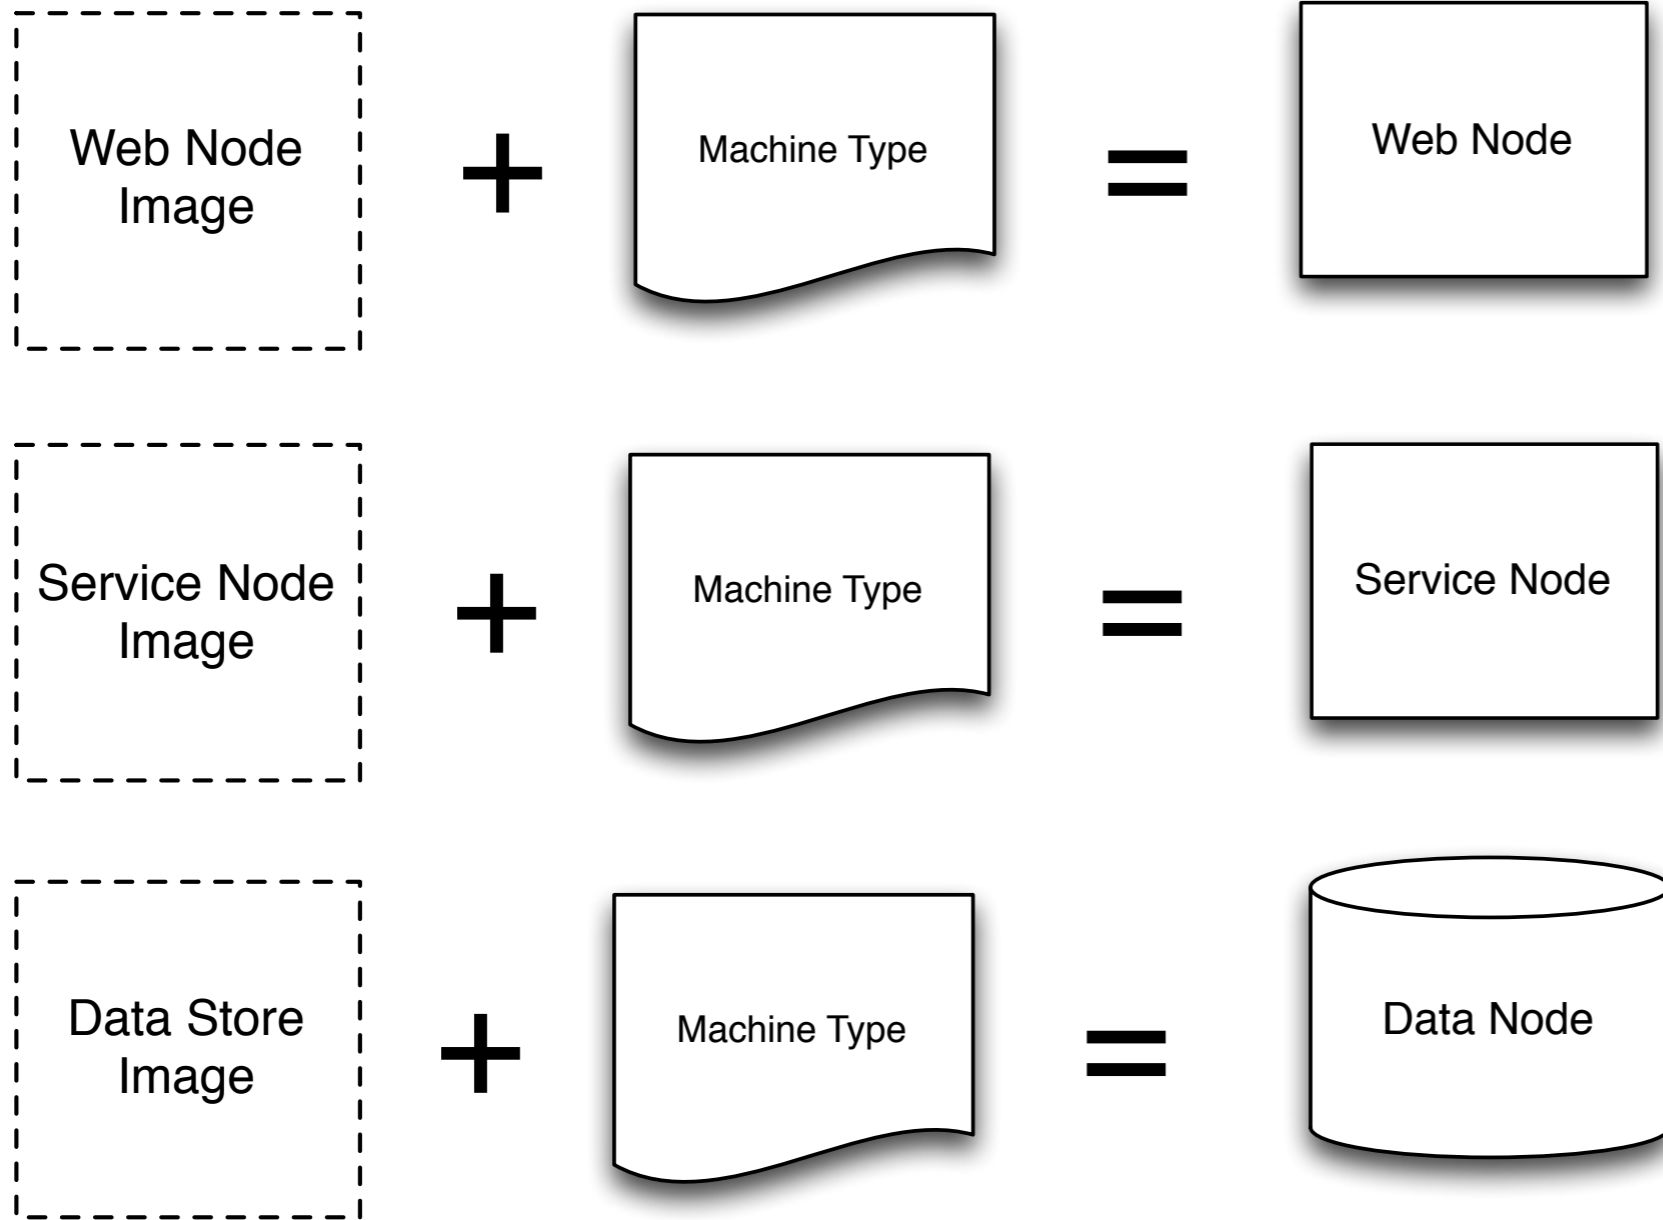 Web Node
Image
+
Machine Type
=
Web Node
Service Node
Image
+
Machine Type
=
Service Node
Data Store
Image
+
Machine Type
=
Data Node